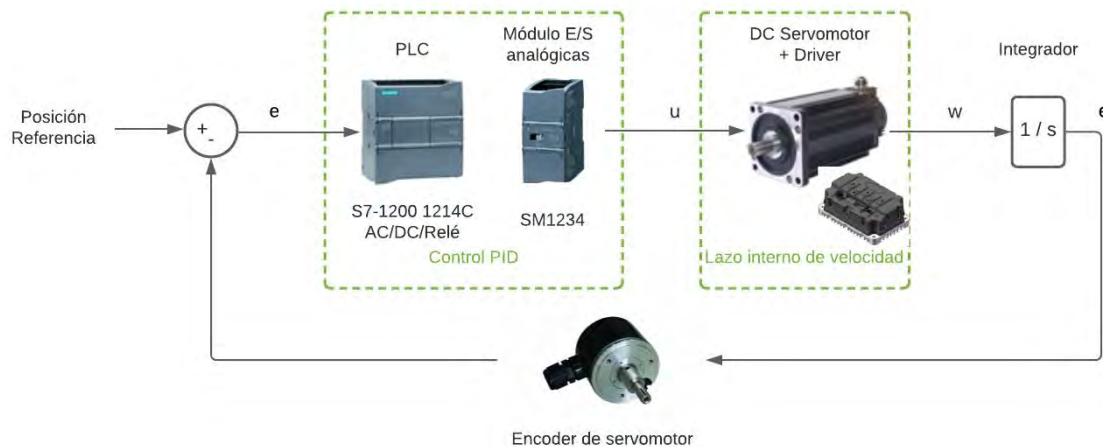 PLC
Módulo E/S
analógicas
DC Servomotor
+ Driver
Integrador
Posición
Referencia
+
-
e
u
w
1 / s
e
S7-1200 1214C
AC/DC/Relé
SM1234
Control PID
Lazo interno de velocidad
Encoder de servomotor